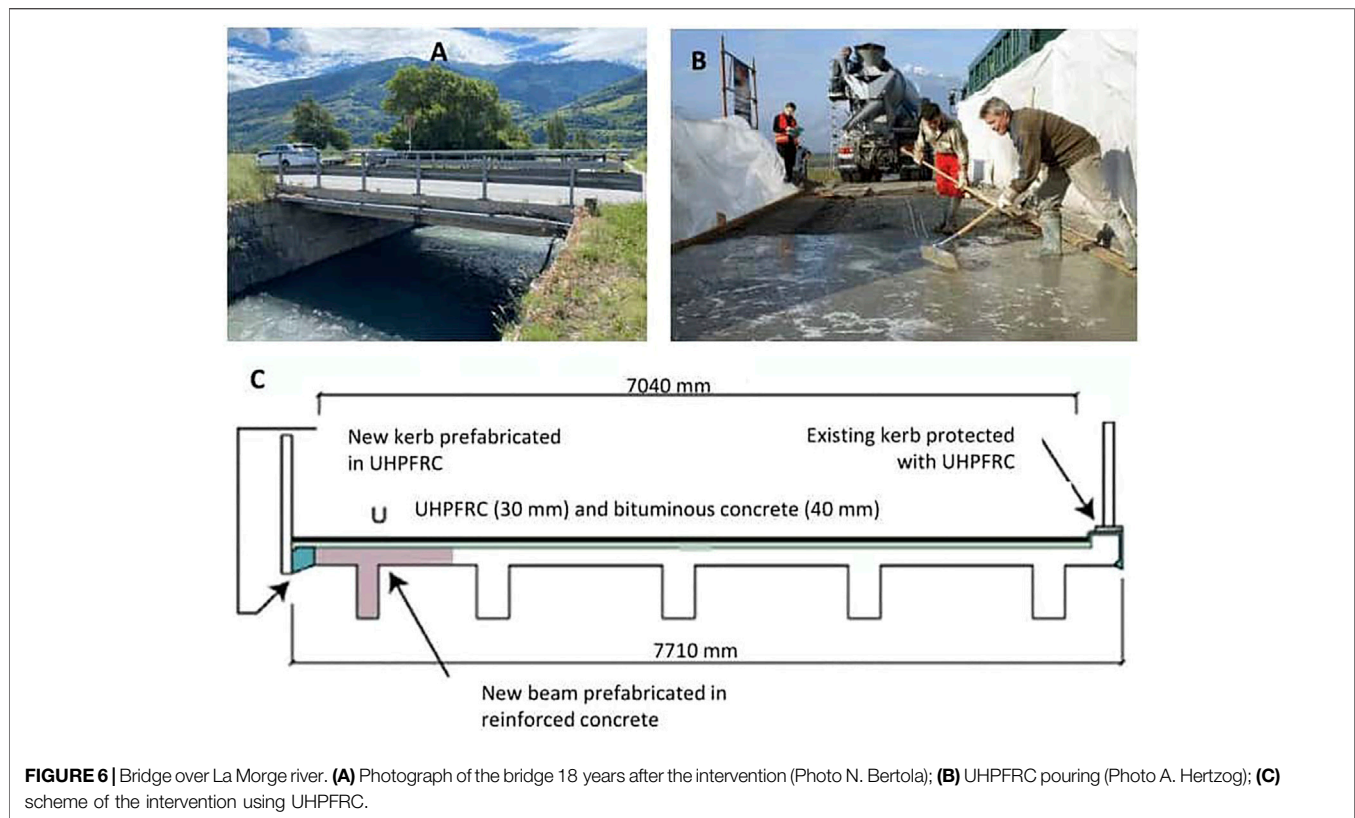 A
B
C
7040 mm
New kerb prefabricated
in UHPFRC
Existing kerb protected
with UHPFRC
U
UHPFRC (30 mm) and bituminous concrete (40 mm)
7710 mm
New beam prefabricated in
reinforced concrete
FIGURE 6 | Bridge over La Morge river. (A) Photograph of the bridge 18 years after the intervention (Photo N. Bertola); (B) UHPFRC pouring (Photo A. Hertzog); (C)
scheme of the intervention using UHPFRC.